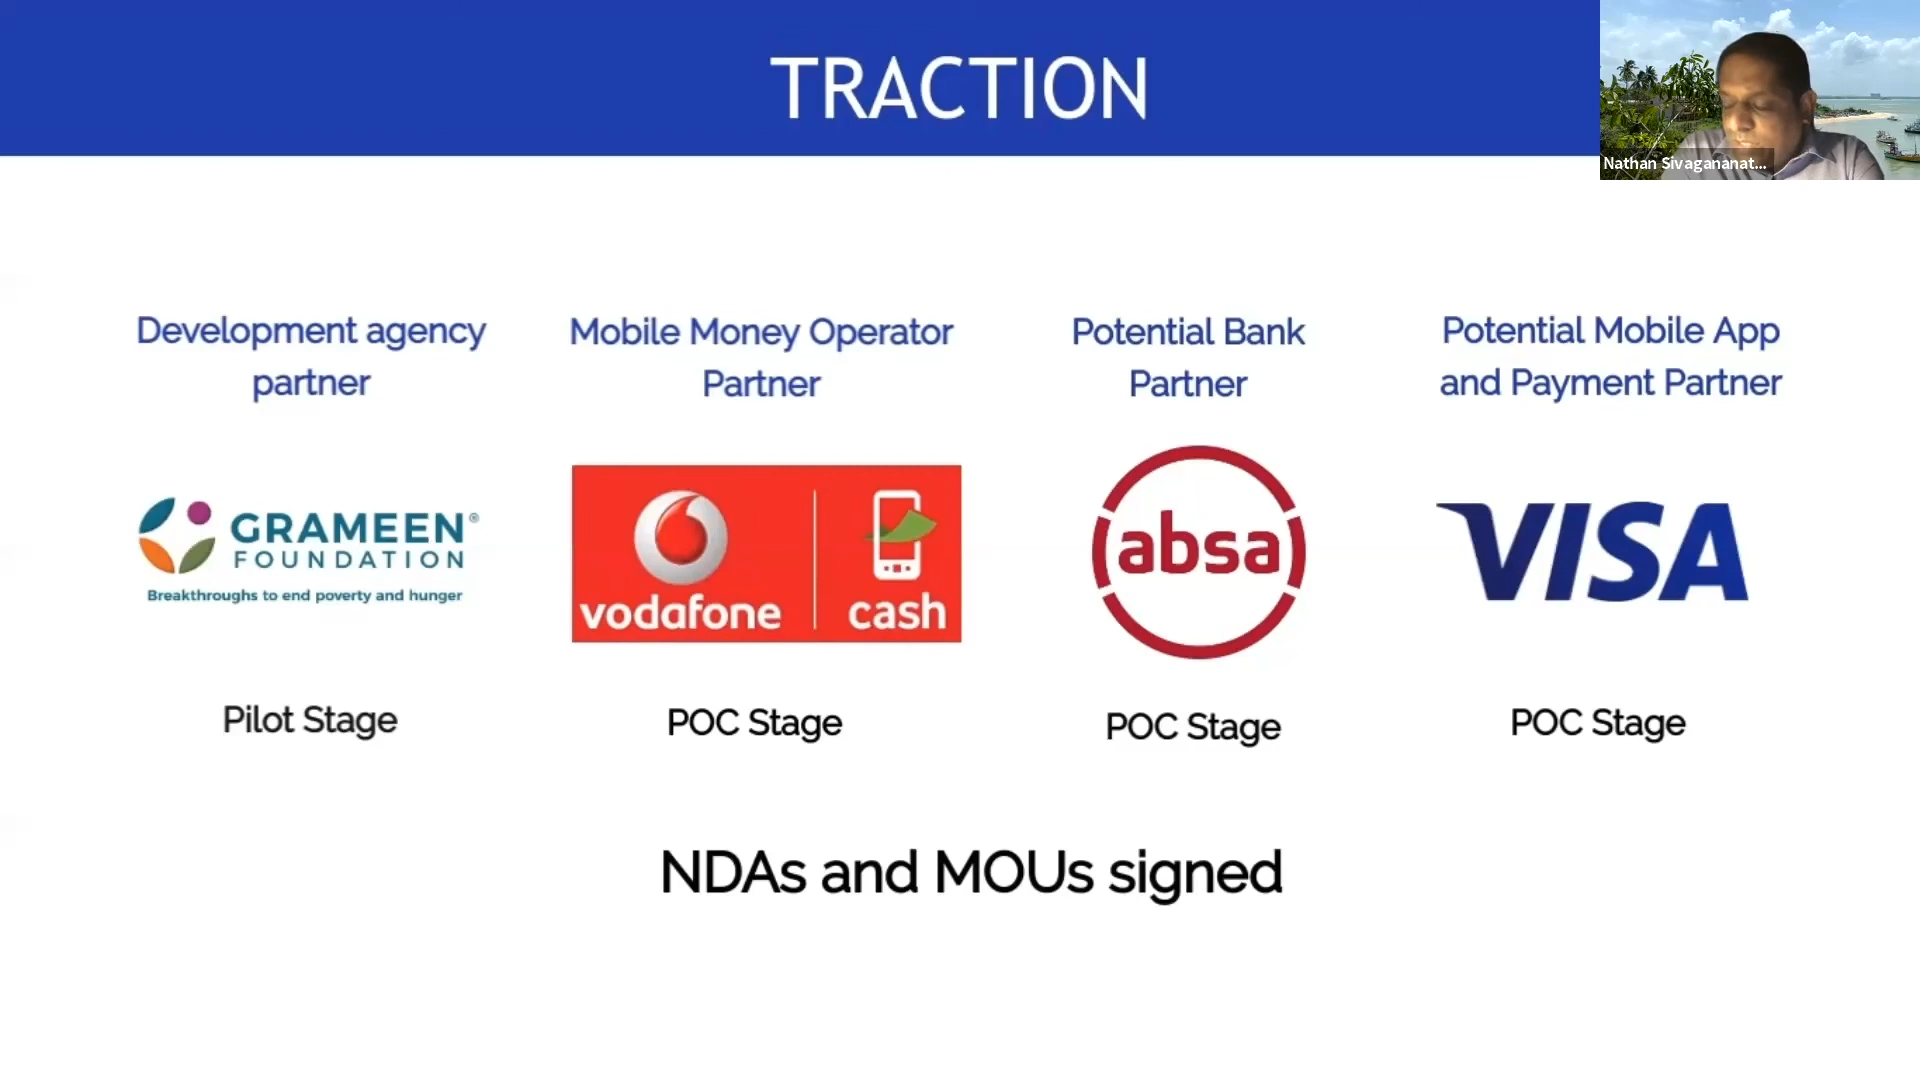 TRACTION
Nathan Sivagananat...
Development agency
partner
Mobile Money Operator
Partner
Potential Bank
Partner
Potential Mobile App
and Payment Partner
GRAMEEN®
FOUNDATION
Breakthroughs to end poverty and hunger
vodafone
cash
absa
VISA
Pilot Stage
POC Stage
POC Stage
POC Stage
NDAs and MOUs signed